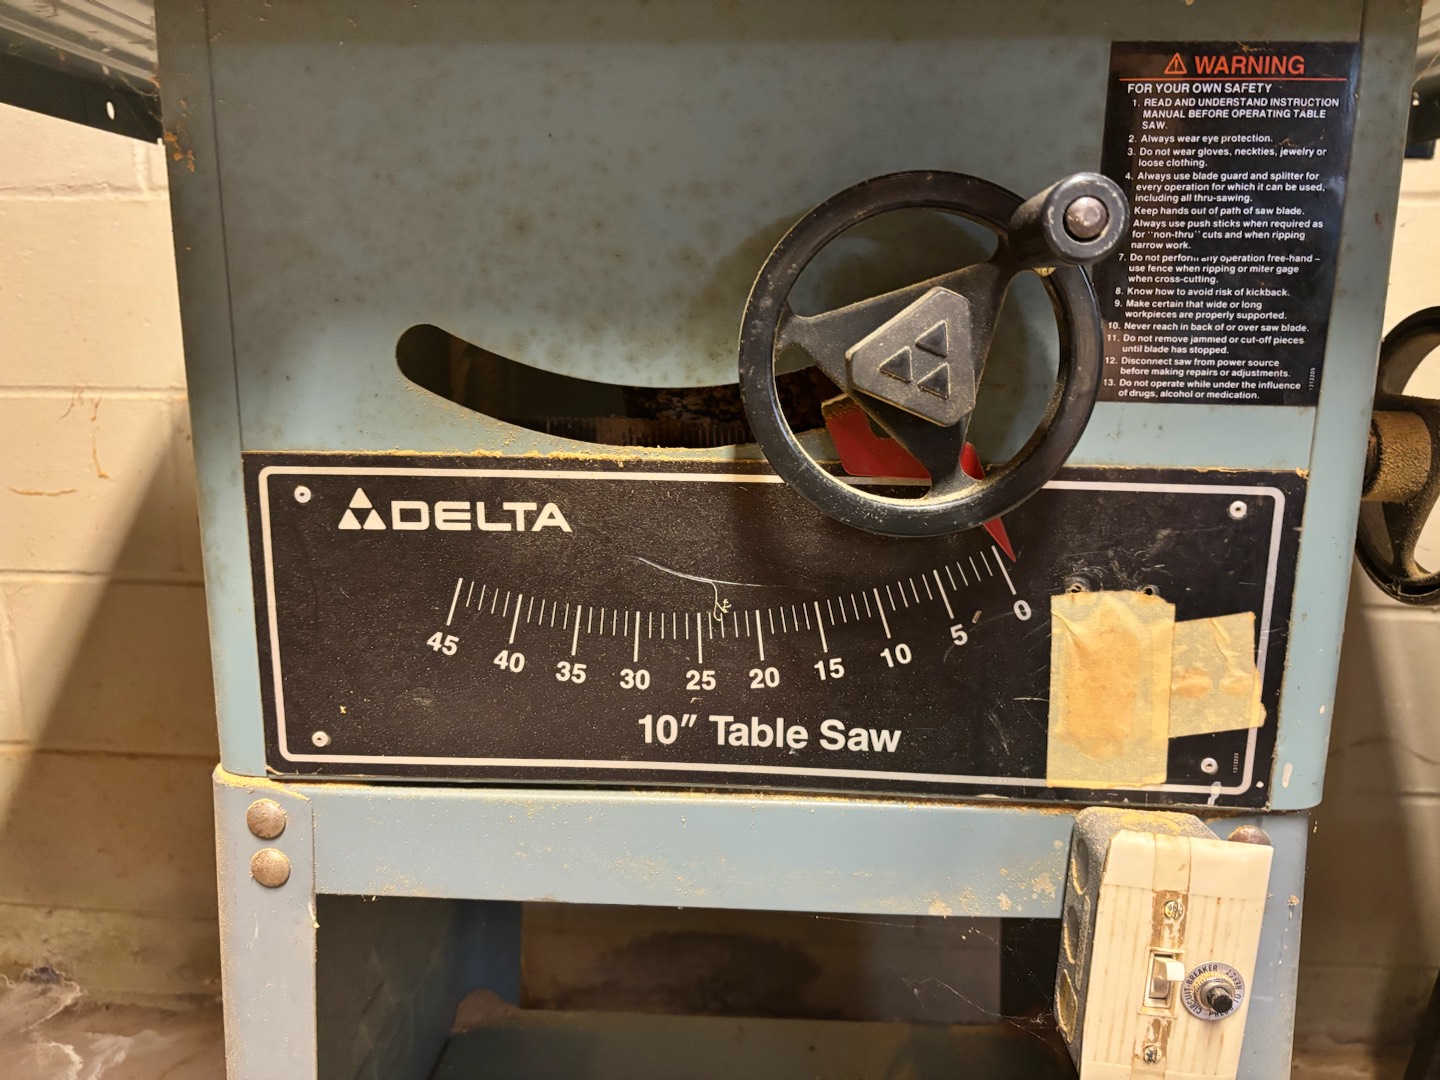 WARNING
FOR YOUR OWN SAFETY
1. READ AND UNDERSTAND INSTRUCTION
MANUAL BEFORE OPERATING TABLE
SAW.
2. Always wear eye protection.
3. Do not wear gloves, neckties, jewelry or
loose clothing.
4. Always use blade guard and splitter for
every operation for which it can be used,
including all thru-sawing.
Keep hands out of path of saw blade.
Always use push sticks when required as
for "non-thru" cuts and when ripping
narrow work.
7. Do not perform any operation free-hand –
use fence when ripping or miter gage
when cross-cutting.
8. Know how to avoid risk of kickback.
9. Make certain that wide or long
workpieces are properly supported.
10. Never reach in back of or over saw blade.
11. Do not remove jammed or cut-off pieces
until blade has stopped.
12. Disconnect saw from power source
before making repairs or adjustments.
13. Do not operate while under the influence
of drugs, alcohol or medication.
DELTA
45 40 35 30 25 20 15 10 5 0
10″ Table Saw
CIRCUIT-BREAKER
TO RESET